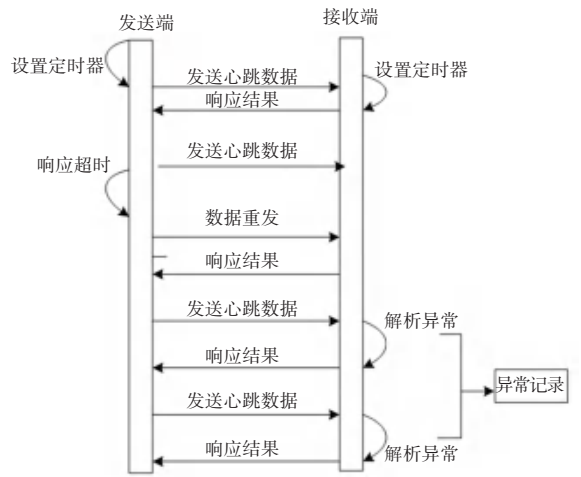 发送端
接收端
设置定时器
发送心跳数据
设置定时器
响应结果
响应超时
发送心跳数据
数据重发
响应结果
发送心跳数据
解析异常
响应结果
异常记录
发送心跳数据
响应结果
解析异常